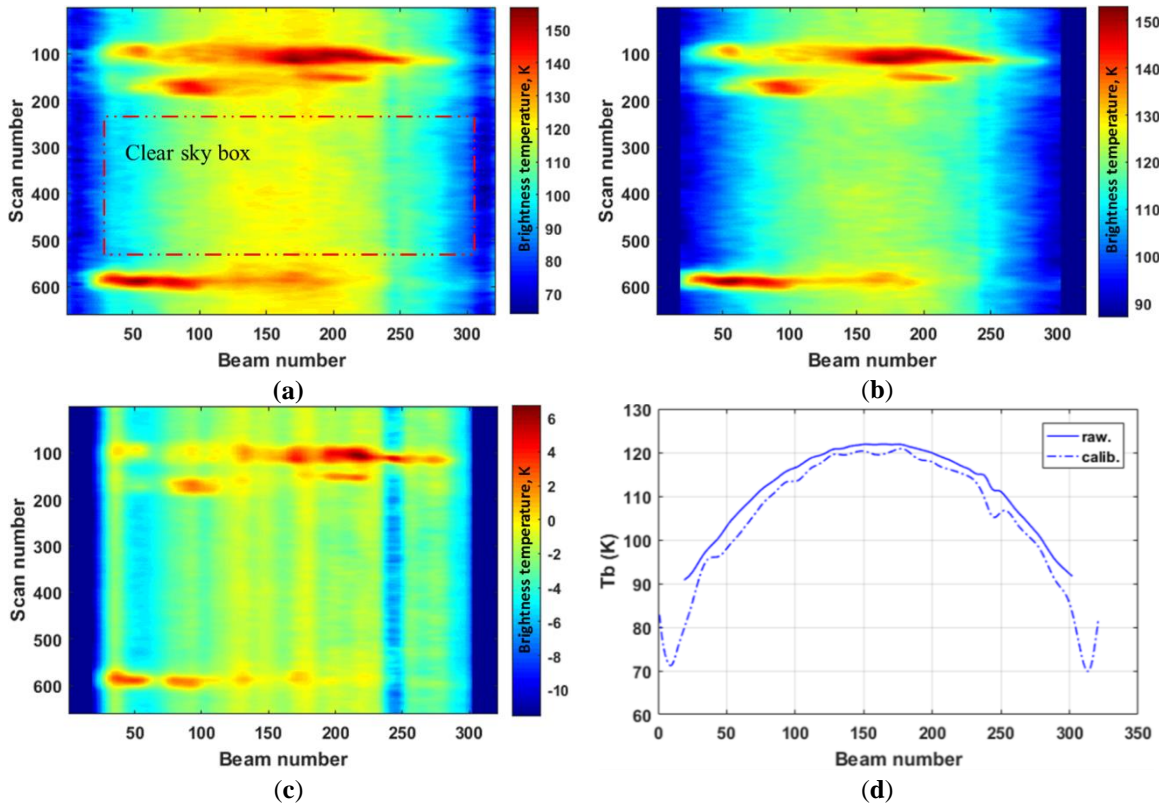 100
200
300
400
500
600
Scan number
Clear sky box
50 100 150 200 250 300
Beam number
150
140
130
120
110
100
90
80
70
Brightness temperature, K
(a)
100
200
300
400
500
600
Scan number
50 100 150 200 250 300
Beam number
150
140
130
120
110
100
90
Brightness temperature, K
(b)
100
200
300
400
500
600
Scan number
50 100 150 200 250 300
Beam number
6
4
2
0
-2
-4
-6
-8
-10
Brightness temperature, K
(c)
130
120
110
100
90
80
70
60
Tb (K)
raw.
calib.
0 50 100 150 200 250 300 350
Beam number
(d)